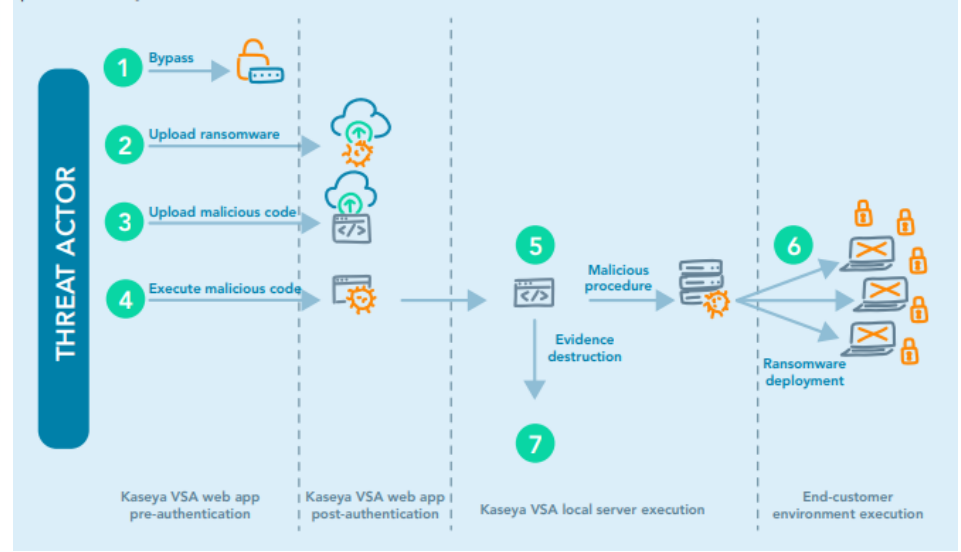 THREAT ACTOR
1
Bypass
2
Upload ransomware
3
Upload malicious code
</>
4
Execute malicious code
5
</>
Malicious
procedure
Evidence
destruction
6
Ransomware
deployment
7
Kaseya VSA web app
pre-authentication
Kaseya VSA web app
post-authentication
Kaseya VSA local server execution
End-customer
environment execution